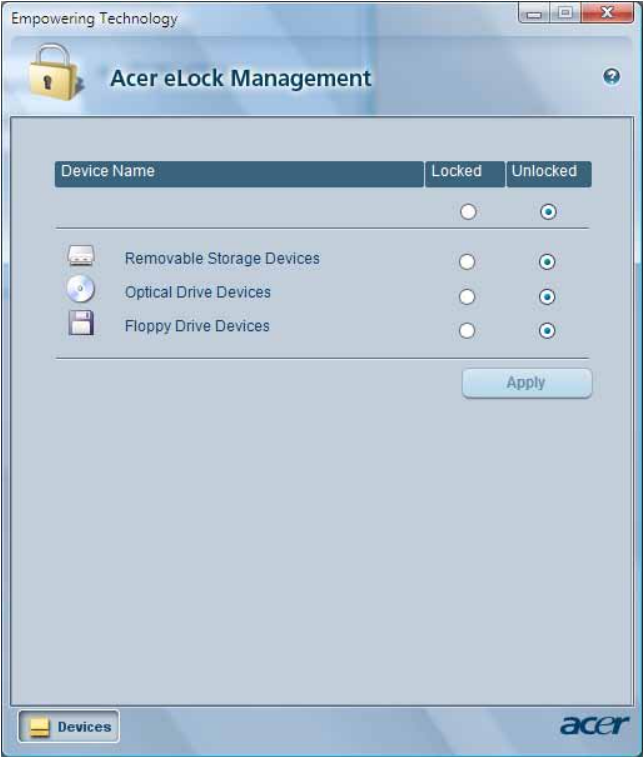 Empowering Technology
Acer eLock Management
Device Name Locked Unlocked
Removable Storage Devices
Optical Drive Devices
Floppy Drive Devices
Apply
Devices
acer